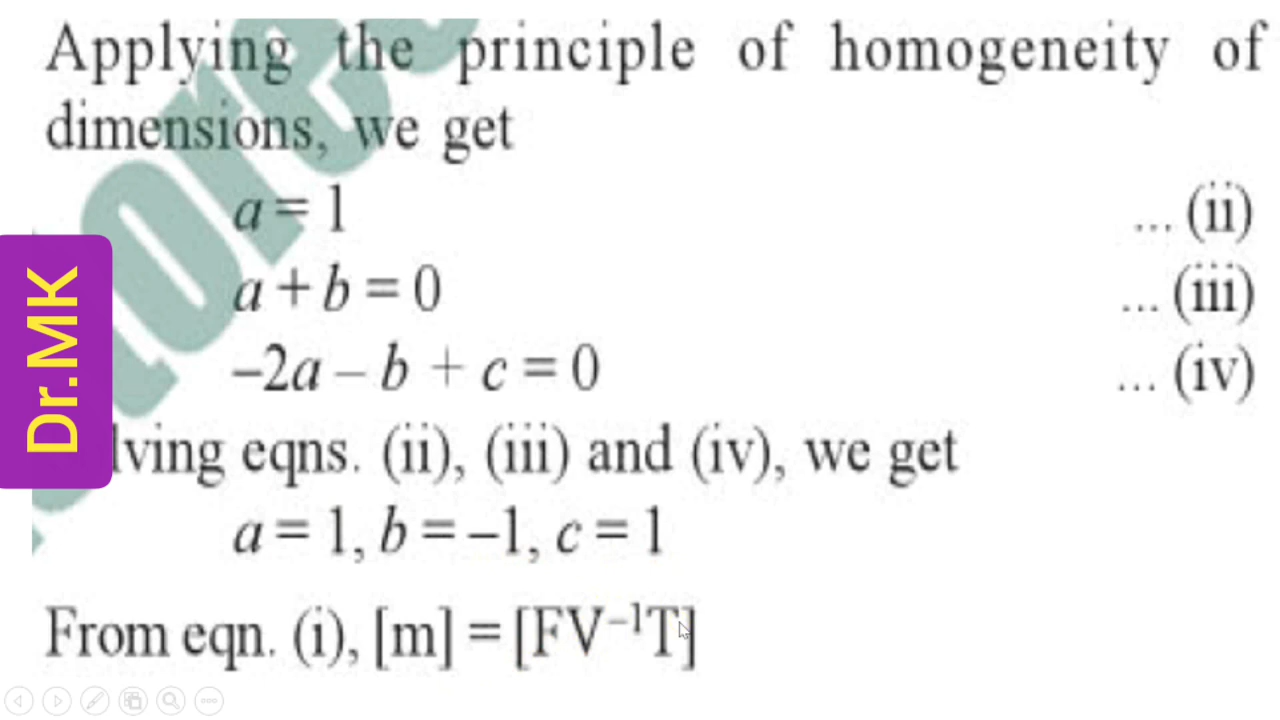 Applying the principle of homogeneity of
dimensions, we get
a = 1 ... (ii)
a + b = 0 ... (iii)
–2a – b + c = 0 ... (iv)
lving eqns. (ii), (iii) and (iv), we get
a = 1, b = –1, c = 1
From eqn. (i), [m] = [FV⁻¹T]
Dr.MK